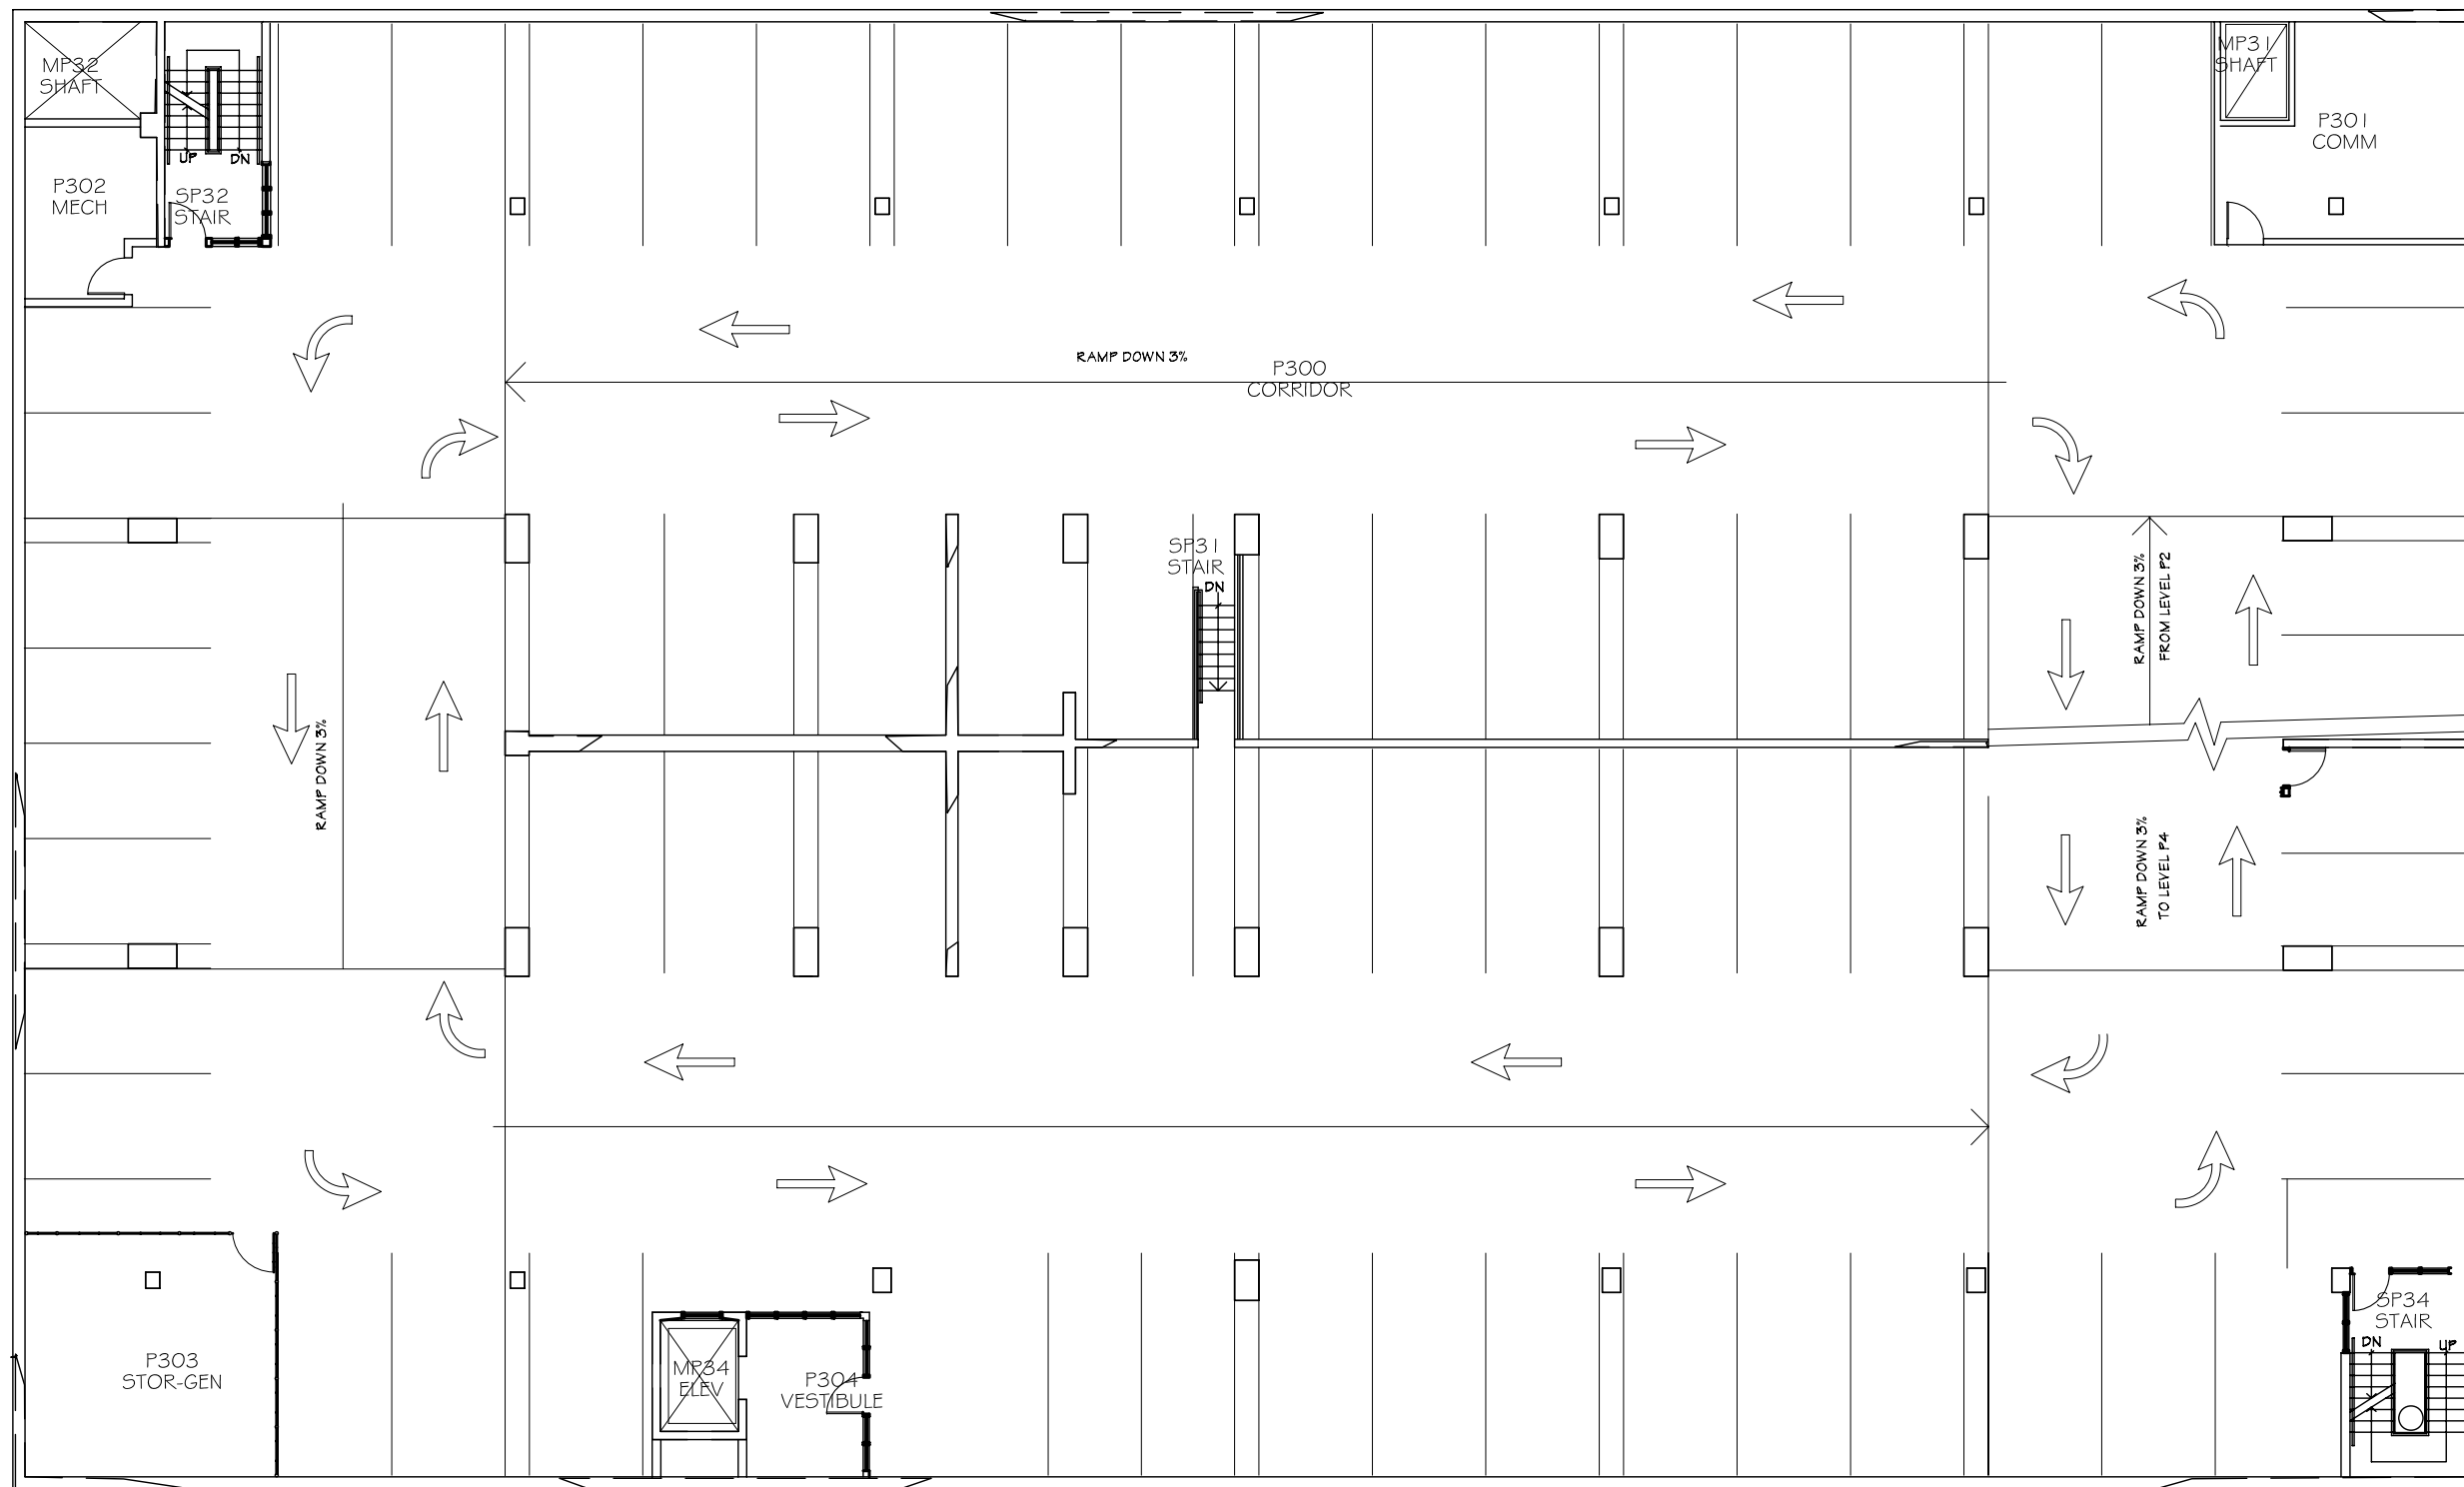 MP32
SHAFT
MP31
SHAFT
P301
COMM
UP
DN
P302
MECH
SP32
STAIR
RAMP DOWN 3%
P300
CORRIDOR
SP31
STAIR
DN
RAMP DOWN 3%
FROM LEVEL P2
RAMP DOWN 3%
RAMP DOWN 3%
TO LEVEL P4
SP34
STAIR
DN
UP
P303
STOR-GEN
MP34
ELEV
P304
VESTIBULE